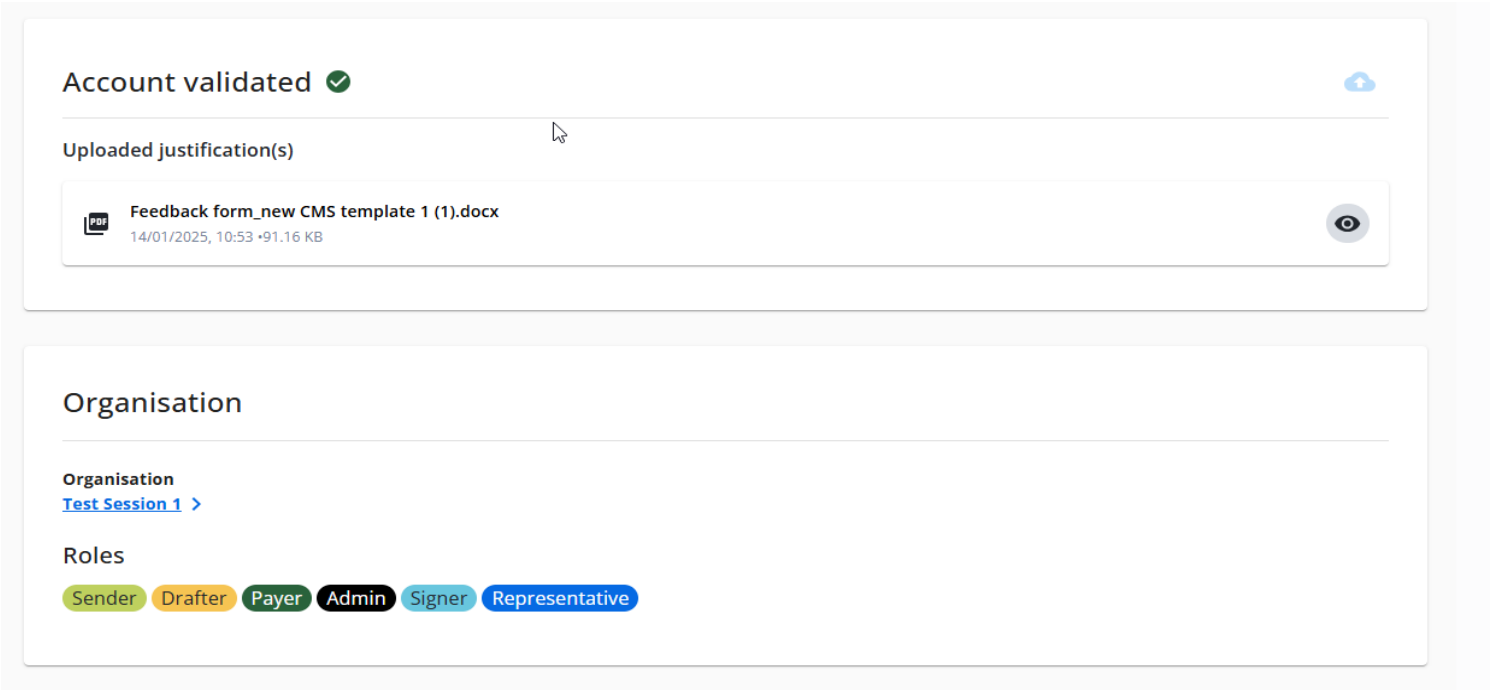 Account validated
Uploaded justification(s)
PDF
Feedback form_new CMS template 1 (1).docx
14/01/2025, 10:53 •91.16 KB
Organisation
Organisation
Test Session 1
Roles
Sender Drafter Payer Admin Signer Representative